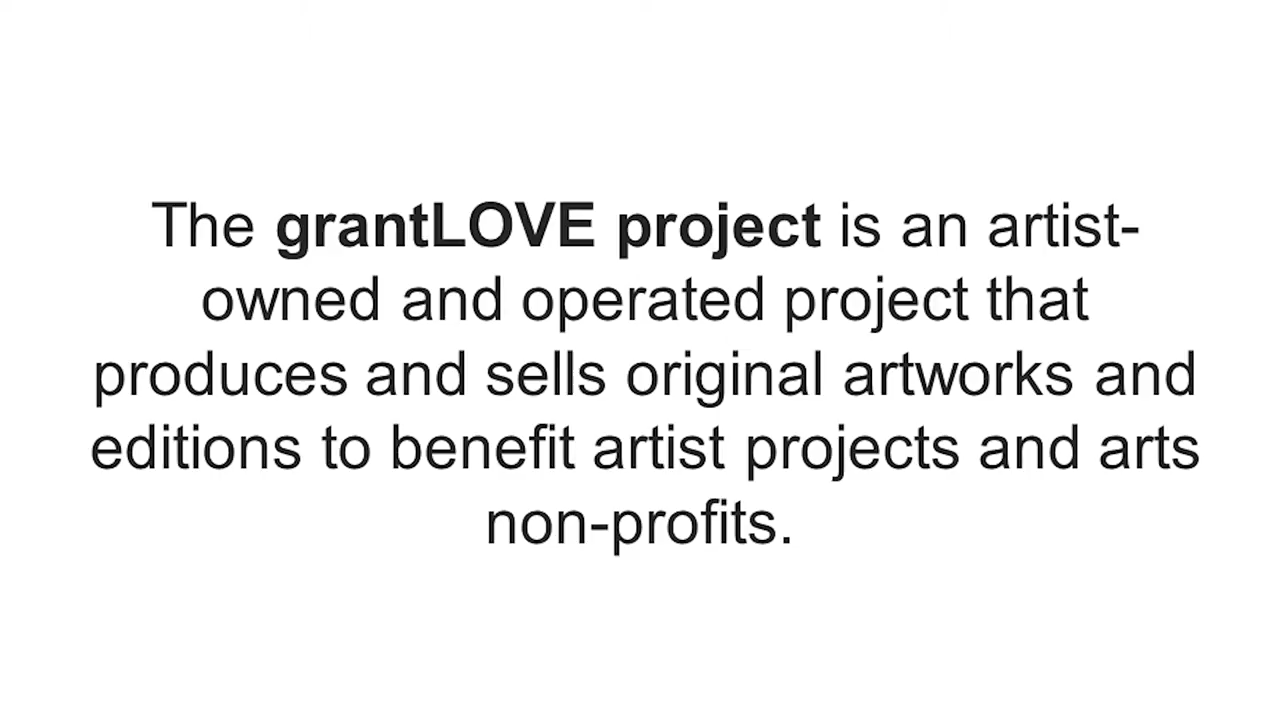 The grantLOVE project is an artist-
owned and operated project that
produces and sells original artworks and
editions to benefit artist projects and arts
non-profits.